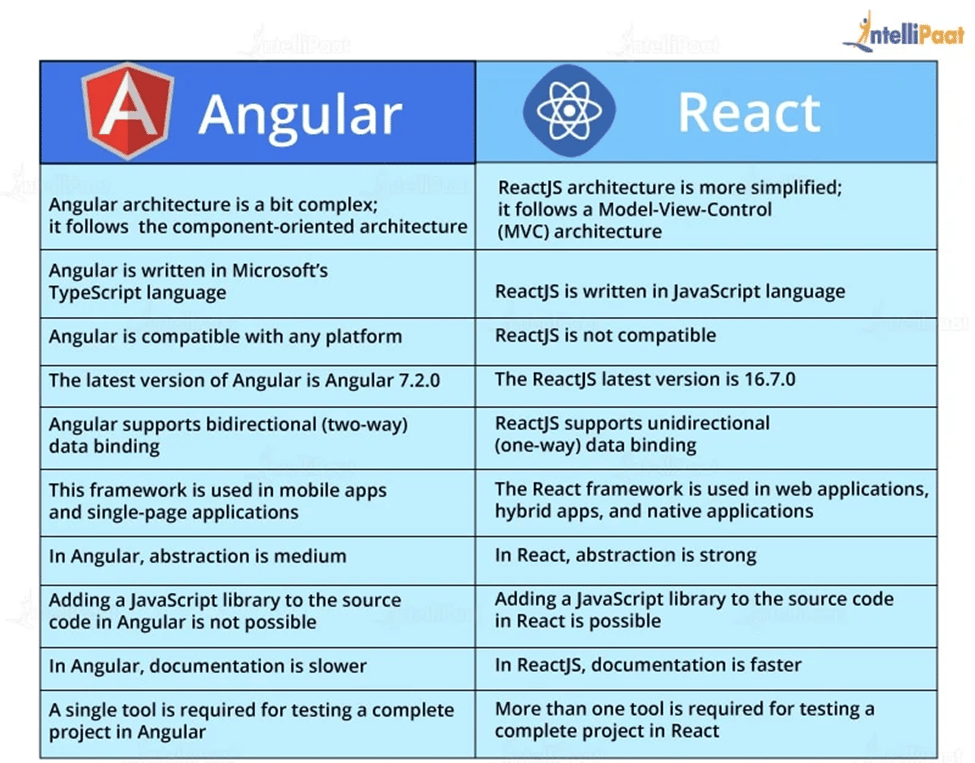 IntelliPaat
Angular
React
Angular architecture is a bit complex;
it follows the component-oriented architecture
ReactJS architecture is more simplified;
it follows a Model-View-Control
(MVC) architecture
Angular is written in Microsoft's
TypeScript language
ReactJS is written in JavaScript language
Angular is compatible with any platform
ReactJS is not compatible
The latest version of Angular is Angular 7.2.0
The ReactJS latest version is 16.7.0
Angular supports bidirectional (two-way)
data binding
ReactJS supports unidirectional
(one-way) data binding
This framework is used in mobile apps
and single-page applications
The React framework is used in web applications,
hybrid apps, and native applications
In Angular, abstraction is medium
In React, abstraction is strong
Adding a JavaScript library to the source
code in Angular is not possible
Adding a JavaScript library to the source code
in React is possible
In Angular, documentation is slower
In ReactJS, documentation is faster
A single tool is required for testing a complete
project in Angular
More than one tool is required for testing a
complete project in React